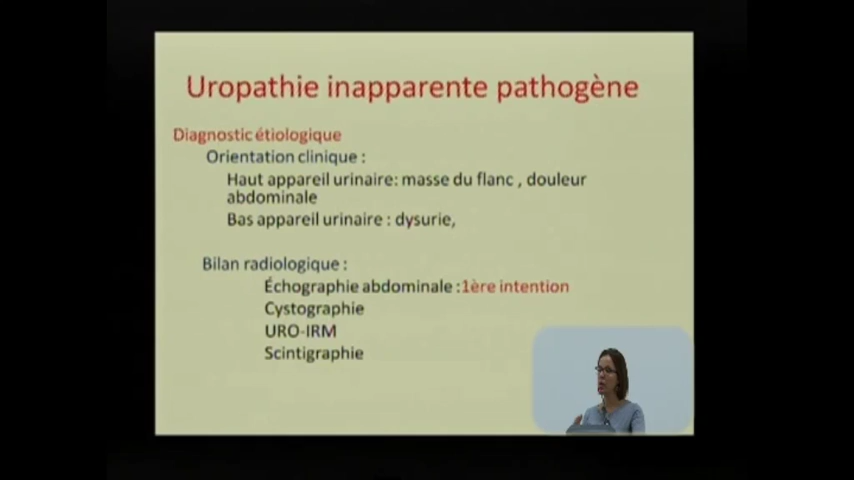 Uropathie inapparente pathogène
Diagnostic étiologique
Orientation clinique :
Haut appareil urinaire: masse du flanc , douleur
abdominale
Bas appareil urinaire : dysurie,
Bilan radiologique :
Échographie abdominale :1ère intention
Cystographie
URO-IRM
Scintigraphie